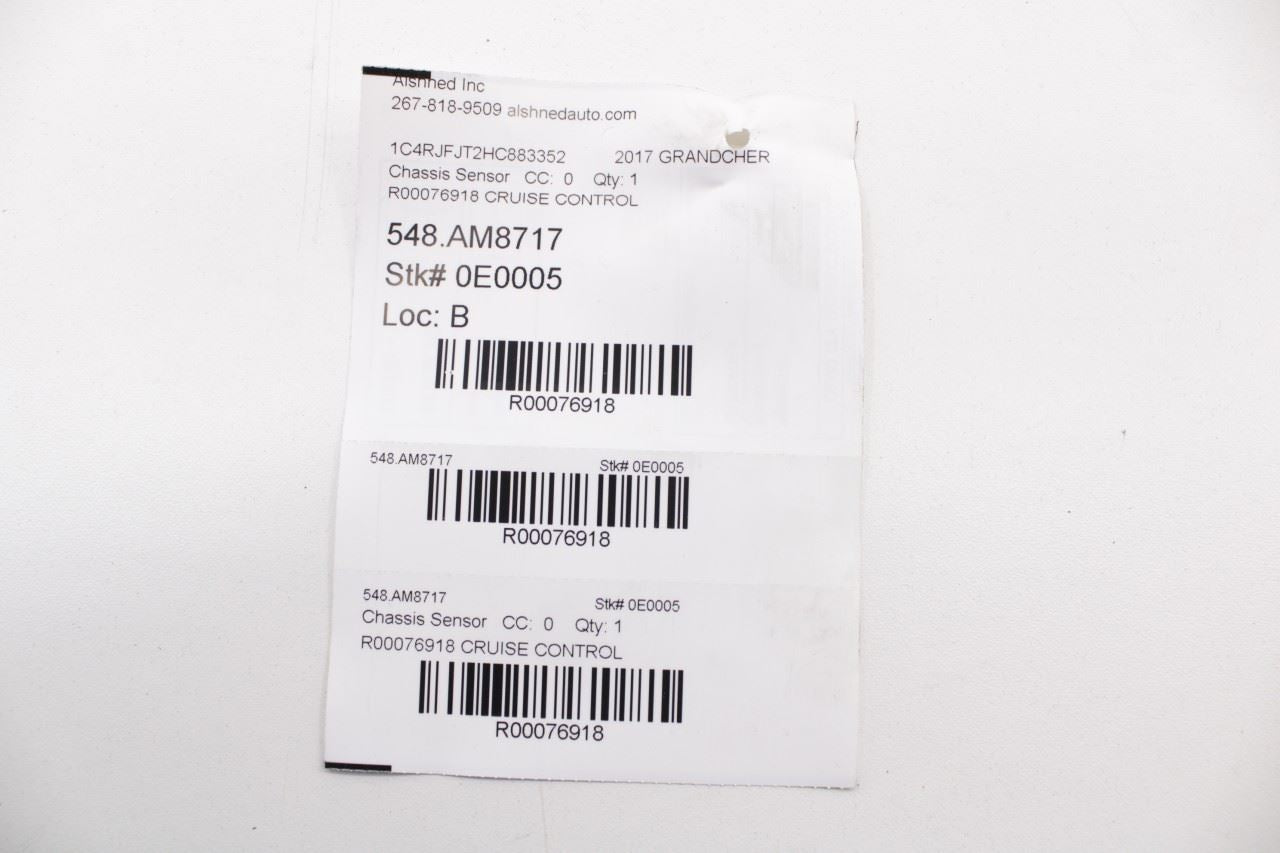 Alshned Inc
267-818-9509 alshnedauto.com
1C4RJFJT2HC883352 2017 GRANDCHER
Chassis Sensor CC: 0 Qty: 1
R00076918 CRUISE CONTROL
548.AM8717
Stk# 0E0005
Loc: B
R00076918
548.AM8717 Stk# 0E0005
R00076918
548.AM8717 Stk# 0E0005
Chassis Sensor CC: 0 Qty: 1
R00076918 CRUISE CONTROL
R00076918